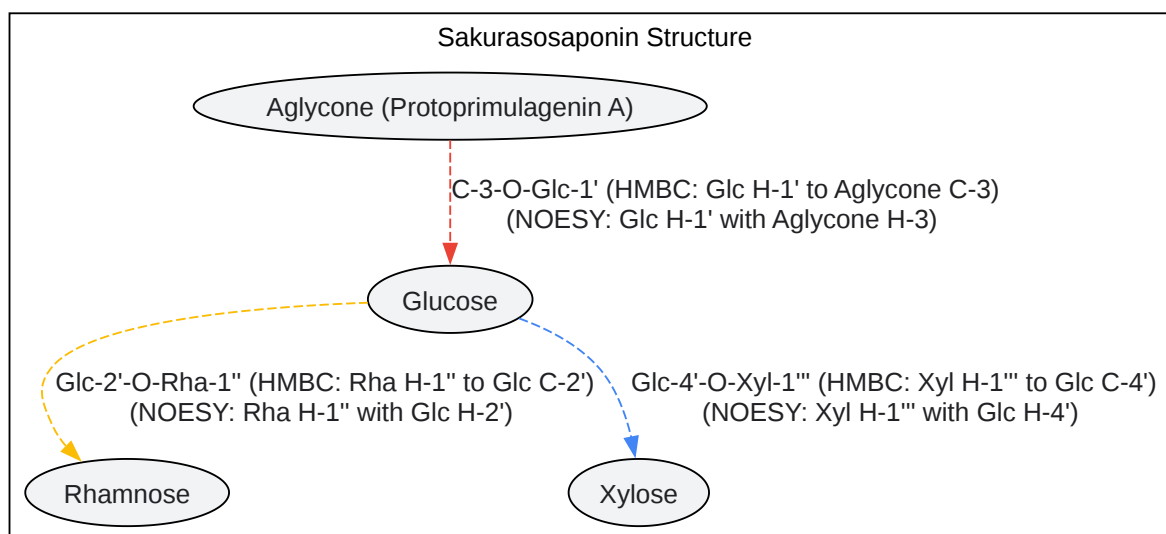 Sakurasosaponin Structure
Aglycone (Protoprimulagenin A)
C-3-O-Glc-1' (HMBC: Glc H-1' to Aglycone C-3)
(NOESY: Glc H-1' with Aglycone H-3)
Glucose
Glc-2'-O-Rha-1'' (HMBC: Rha H-1'' to Glc C-2')
(NOESY: Rha H-1'' with Glc H-2')
Glc-4'-O-Xyl-1''' (HMBC: Xyl H-1''' to Glc C-4')
(NOESY: Xyl H-1''' with Glc H-4')
Rhamnose
Xylose